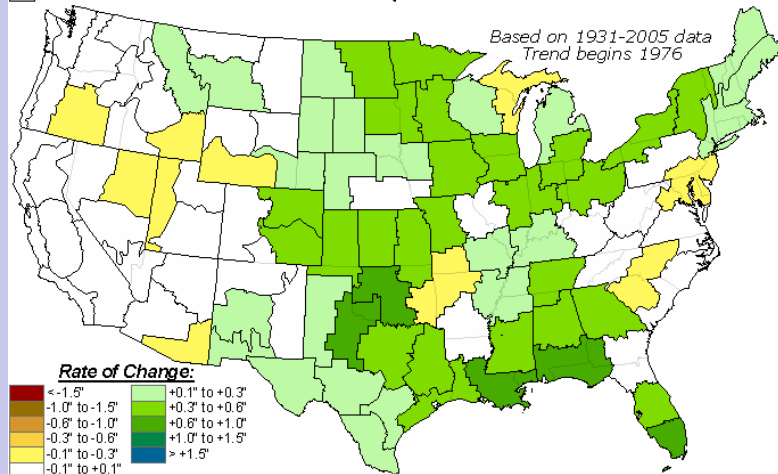 Based on 1931-2005 data
Trend begins 1976
Rate of Change:
< -1.5"
-1.0" to -1.5"
-0.6" to -1.0"
-0.3" to -0.6"
-0.1" to -0.3"
-0.1" to +0.1"
+0.1" to +0.3"
+0.3" to +0.6"
+0.6" to +1.0"
+1.0" to +1.5"
> +1.5"